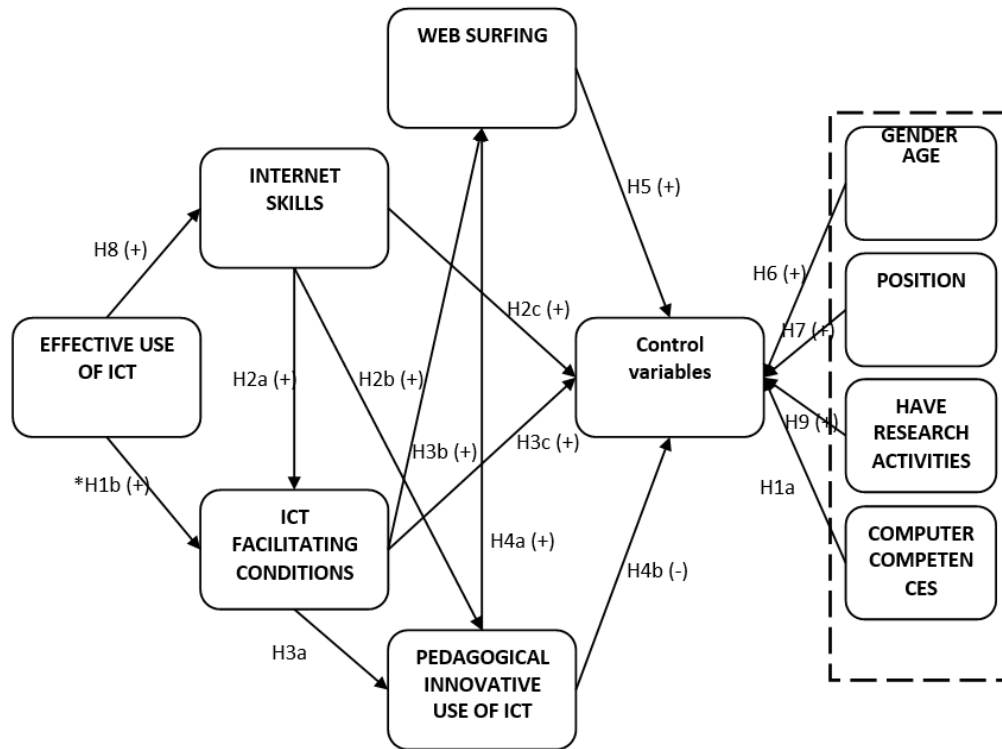 WEB SURFING
GENDER
AGE
INTERNET
SKILLS
H5 (+)
H8 (+)
H6 (+)
POSITION
H2c (+)
H7 (+)
EFFECTIVE USE
OF ICT
Control
variables
H2a (+)
H2b (+)
HAVE
RESEARCH
ACTIVITIES
H9 (+)
H3b (+)
H3c (+)
*H1b (+)
H1a
ICT
FACILITATING
CONDITIONS
H4a (+)
H4b (-)
COMPUTER
COMPETEN
CES
H3a
PEDAGOGICAL
INNOVATIVE
USE OF ICT